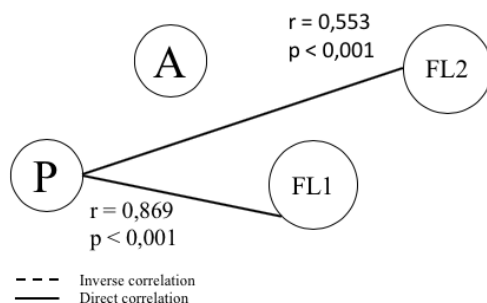 r = 0,553
p < 0,001
A
FL2
P
FL1
r = 0,869
p < 0,001
Inverse correlation
Direct correlation